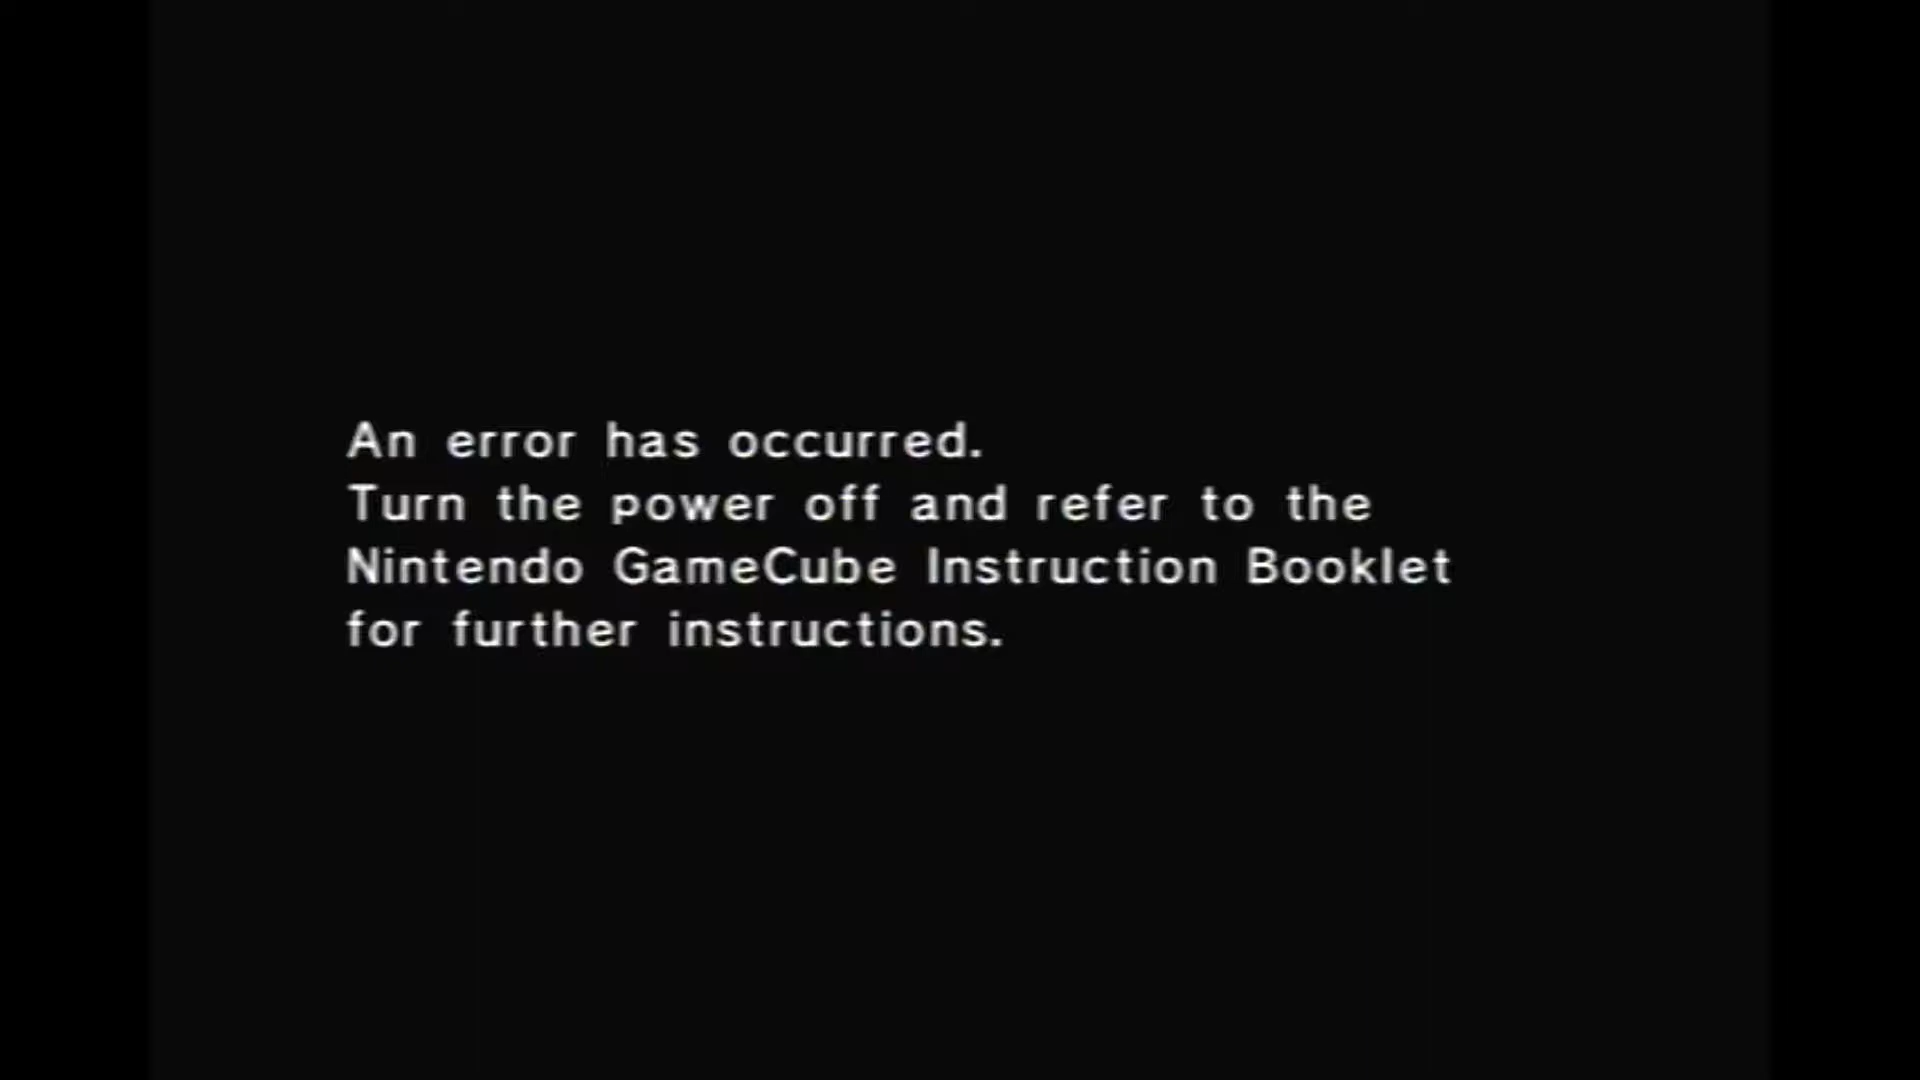 An error has occurred.
Turn the power off and refer to the
Nintendo GameCube Instruction Booklet
for further instructions.